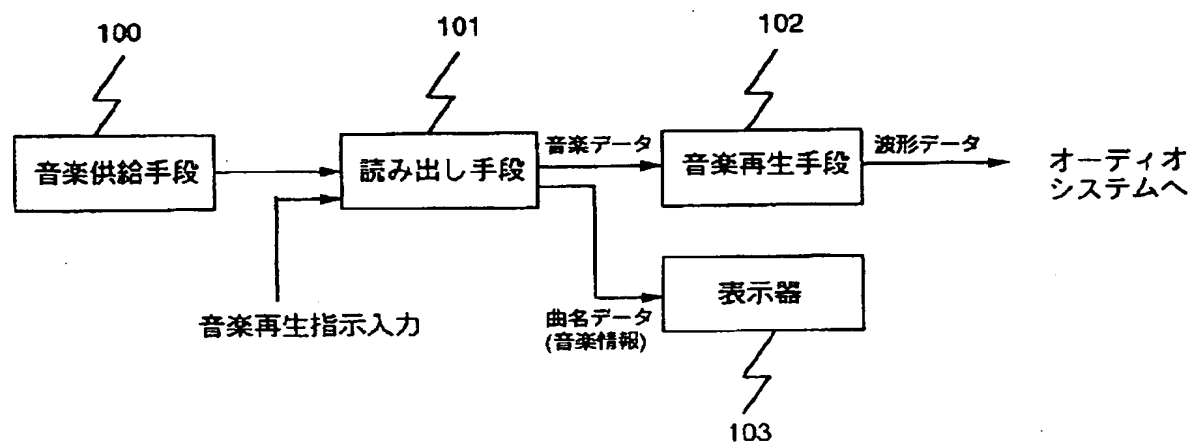 100
101
102
音楽供給手段
読み出し手段
音楽データ
音楽再生手段
波形データ
オーディオ
システムへ
音楽再生指示入力
曲名データ
(音楽情報)
表示器
103